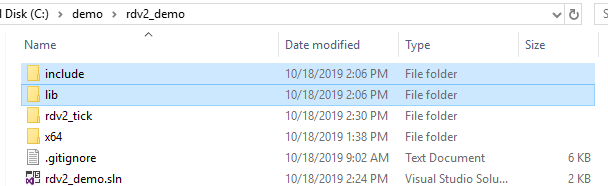 l Disk (C:) › demo › rdv2_demo
Name Date modified Type Size
include 10/18/2019 2:06 PM File folder
lib 10/18/2019 2:06 PM File folder
rdv2_tick 10/18/2019 2:30 PM File folder
x64 10/18/2019 1:38 PM File folder
.gitignore 10/18/2019 9:02 AM Text Document 6 KB
rdv2_demo.sln 10/18/2019 2:24 PM Visual Studio Solu... 2 KB